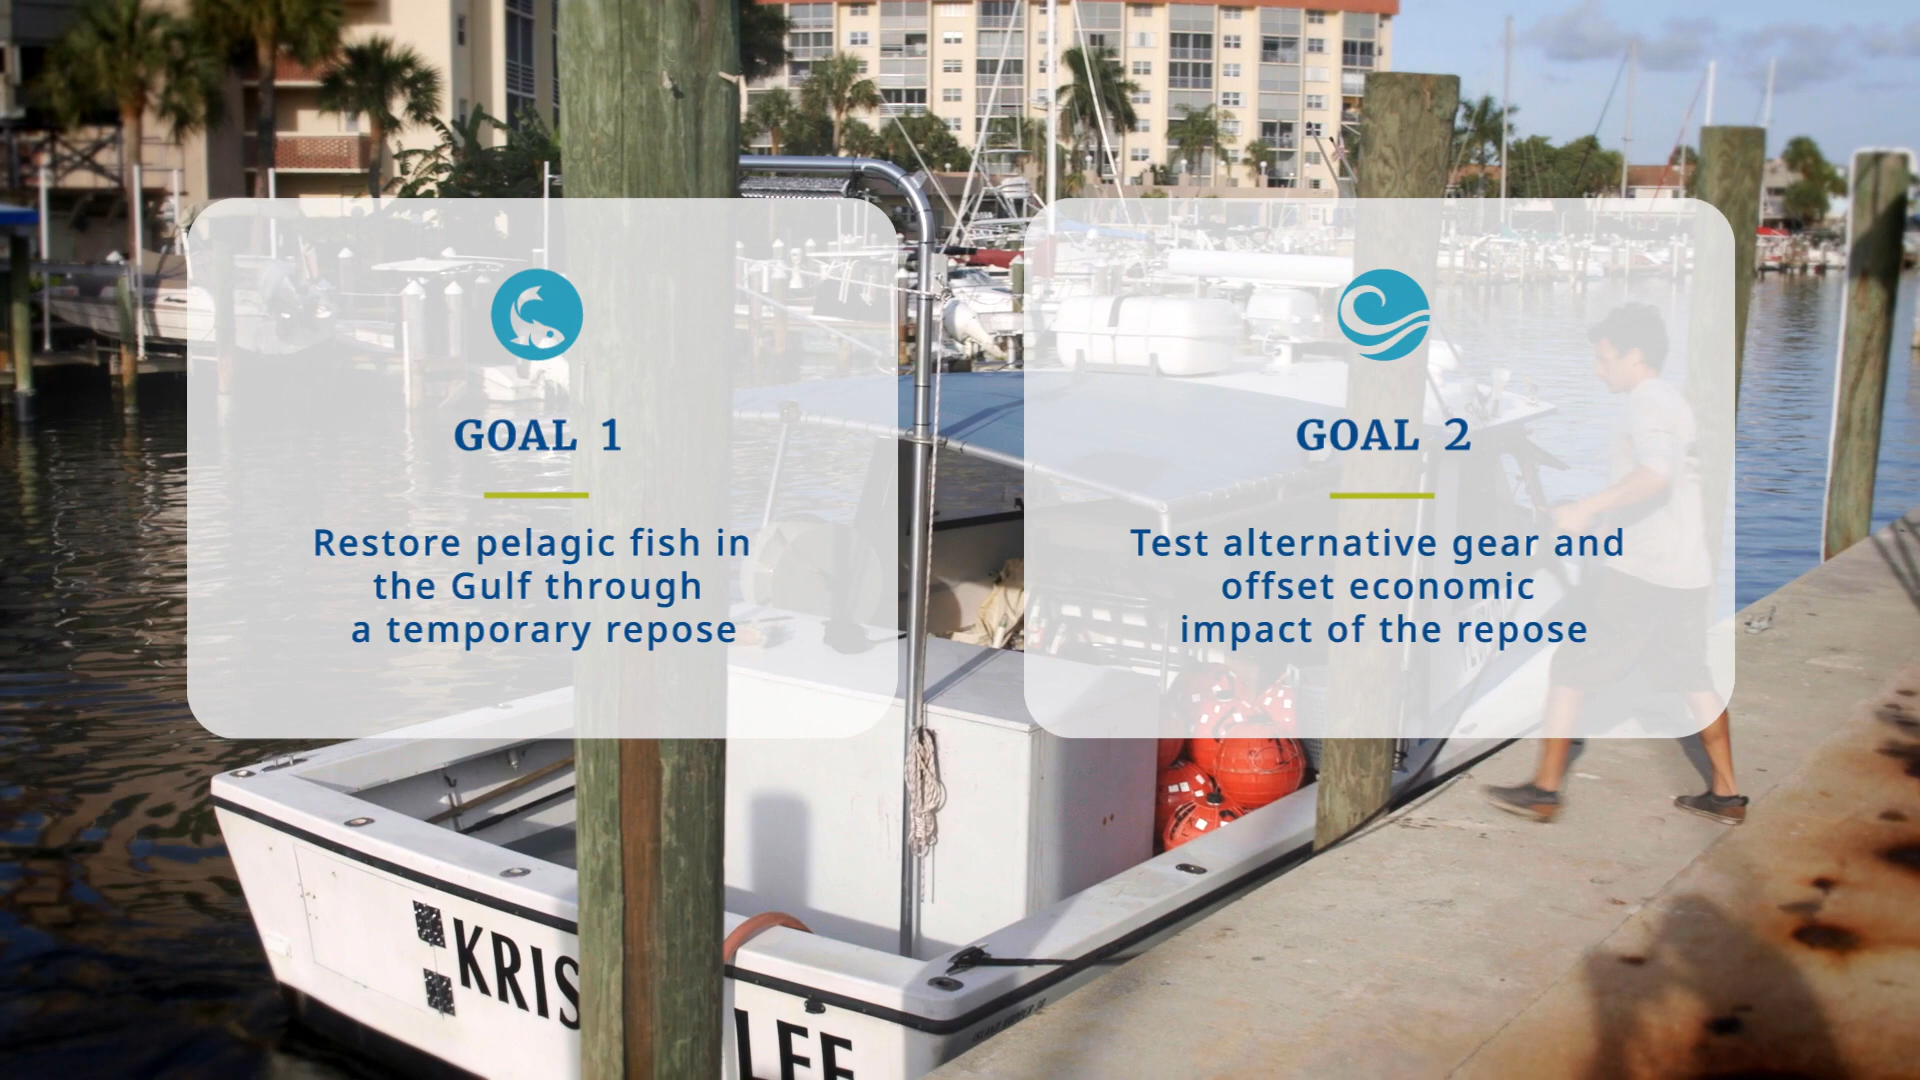 GOAL 1
Restore pelagic fish in
the Gulf through
a temporary repose
GOAL 2
Test alternative gear and
offset economic
impact of the repose
KRIS
LEE